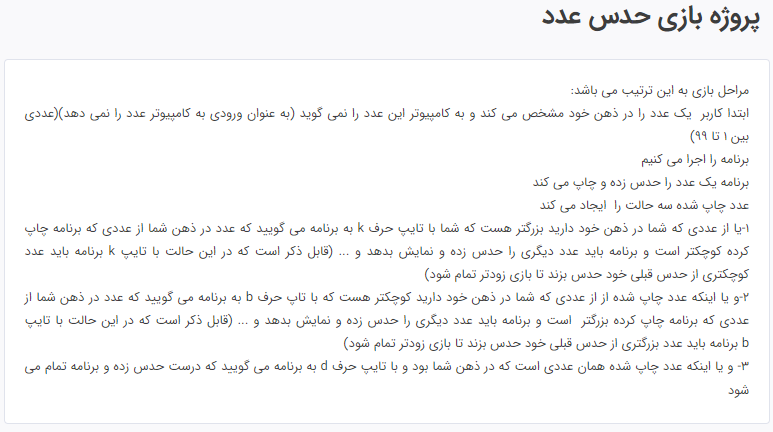 پروژه بازی حدس عدد
مراحل بازی به این ترتیب می باشد:
ابتدا کاربر یک عدد را در ذهن خود مشخص می کند و به کامپیوتر این عدد را نمی گوید (به عنوان ورودی به کامپیوتر عدد را نمی دهد)(عددی
بین ۱ تا ۹۹)
برنامه را اجرا می کنیم
برنامه یک عدد را حدس زده و چاپ می کند
عدد چاپ شده سه حالت را ایجاد می کند
۱-یا از عددی که شما در ذهن خود دارید بزرگتر هست که شما با تایپ حرف k به برنامه می گویید که عدد در ذهن شما از عددی که برنامه چاپ
کرده کوچکتر است و برنامه باید عدد دیگری را حدس زده و نمایش بدهد و ... (قابل ذکر است که در این حالت با تایپ k برنامه باید عدد
کوچکتری از حدس قبلی خود حدس بزند تا بازی زودتر تمام شود)
۲-و یا اینکه عدد چاپ شده از از عددی که شما در ذهن خود دارید کوچکتر هست که با تاپ حرف b به برنامه می گویید که عدد در ذهن شما از
عددی که برنامه چاپ کرده بزرگتر است و برنامه باید عدد دیگری را حدس زده و نمایش بدهد و ... (قابل ذکر است که در این حالت با تایپ
b برنامه باید عدد بزرگتری از حدس قبلی خود حدس بزند تا بازی زودتر تمام شود)
۳- و یا اینکه عدد چاپ شده همان عددی است که در ذهن شما بود و با تایپ حرف d به برنامه می گویید که درست حدس زده و برنامه تمام می
شود